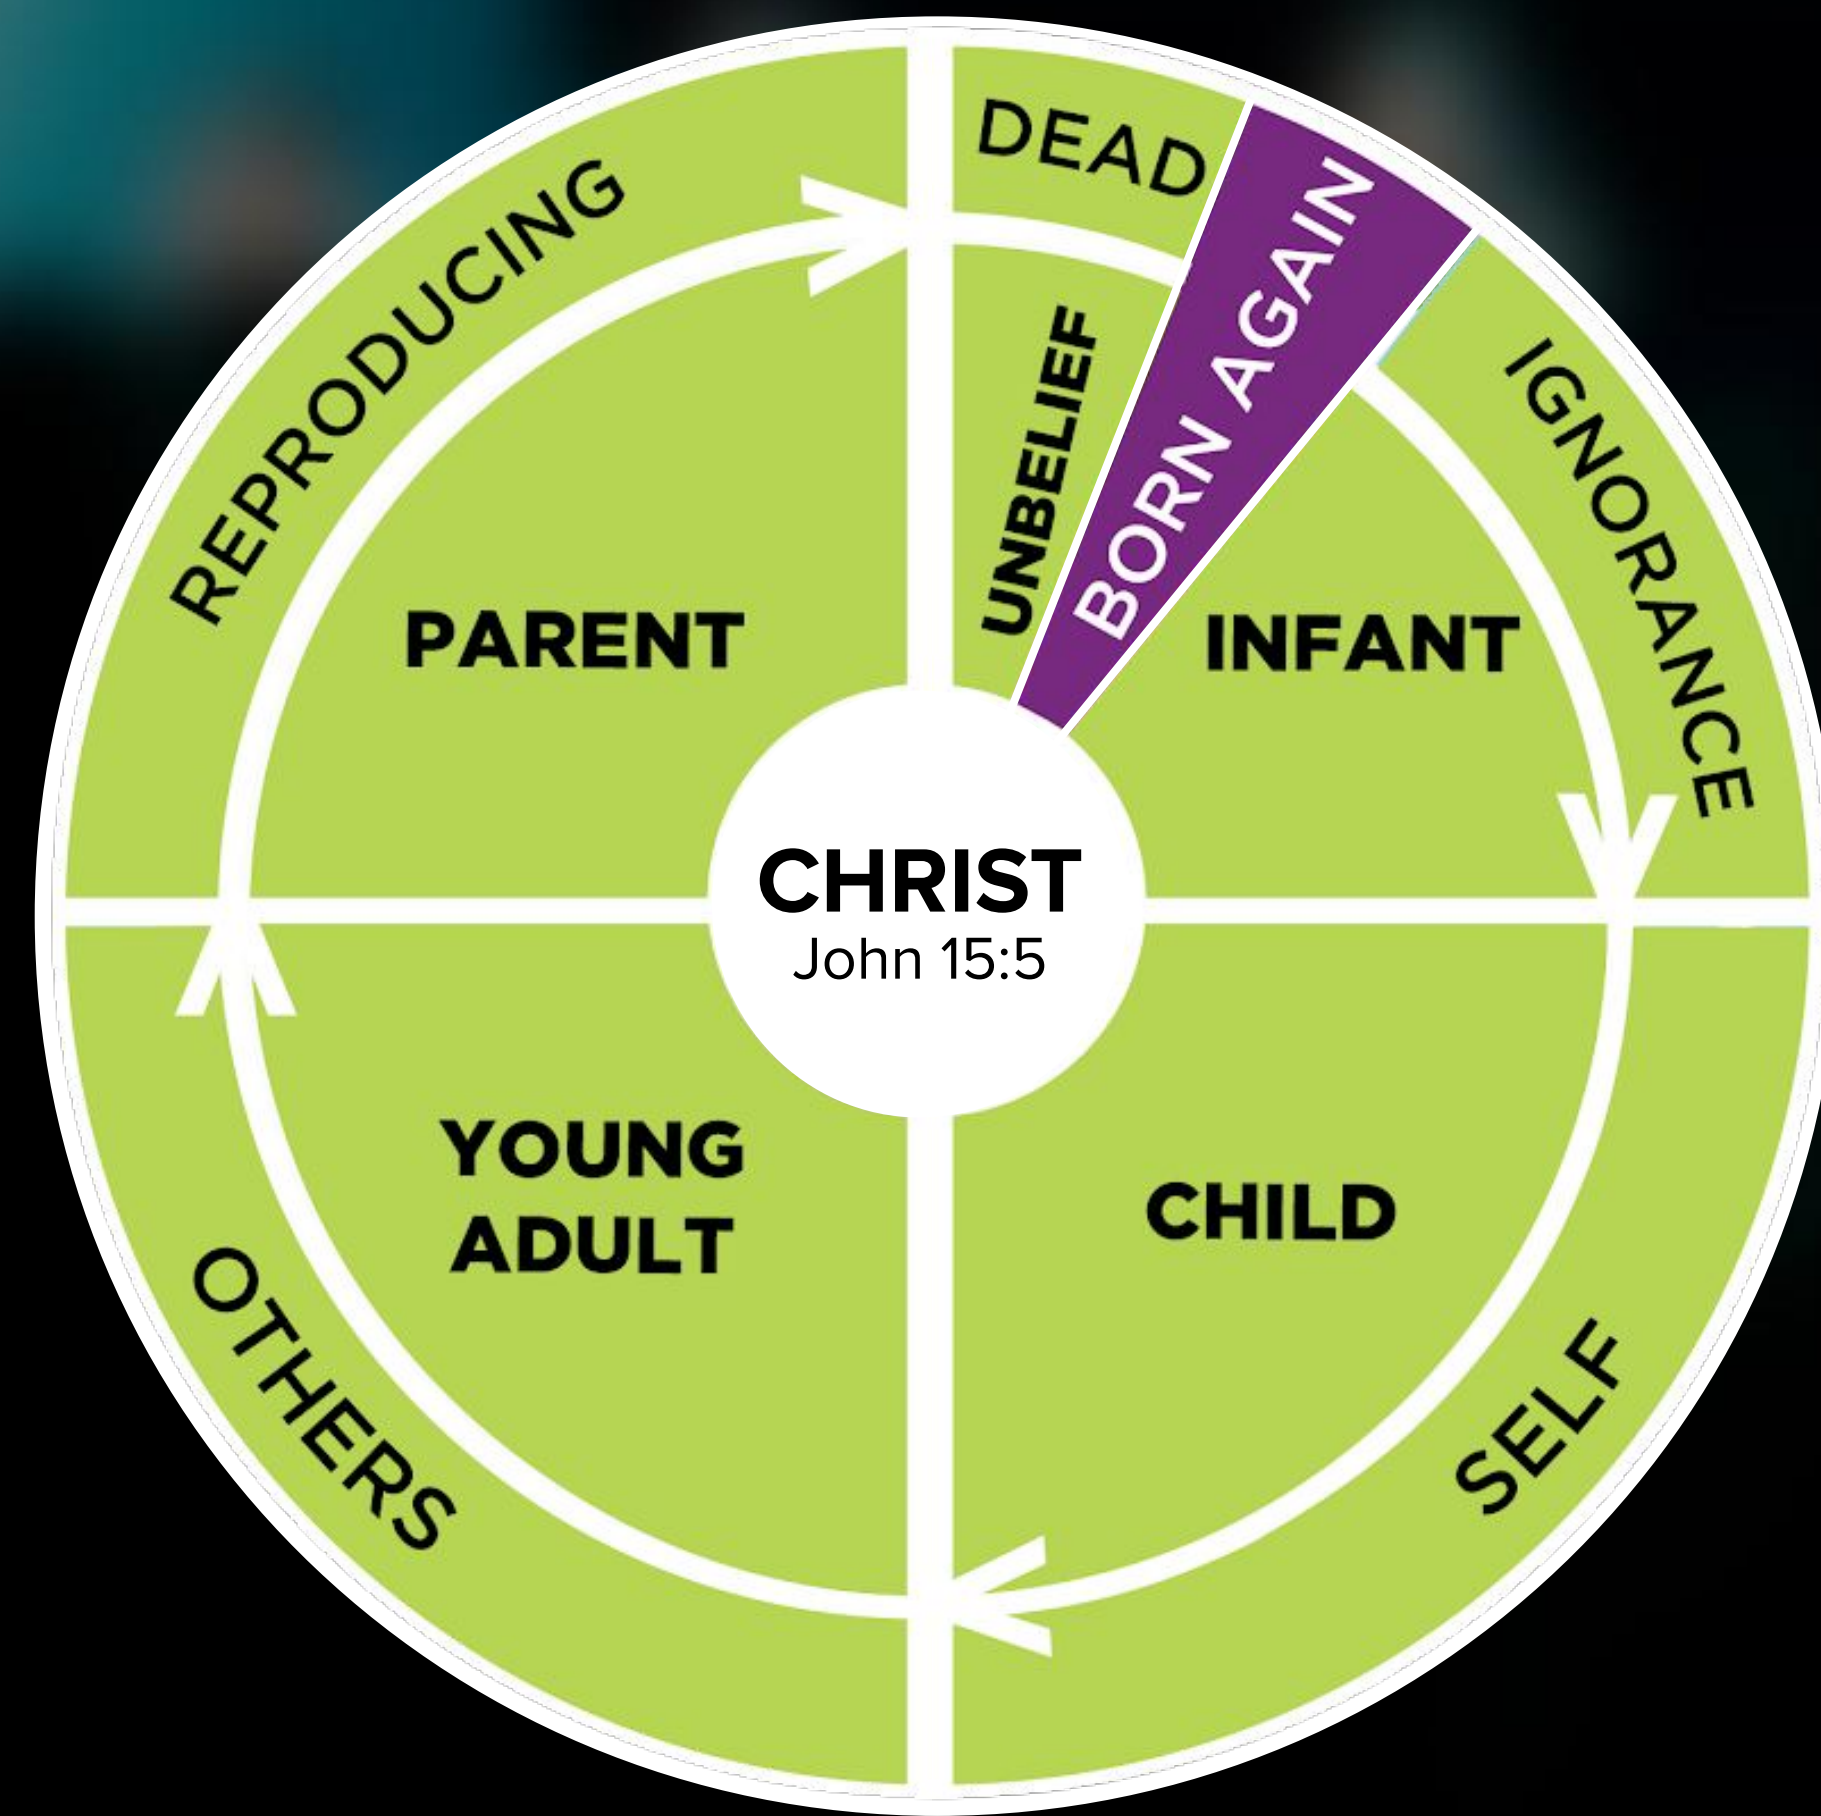 DEAD
UNBELIEF
BORN AGAIN
IGNORANCE
INFANT
CHILD
SELF
YOUNG
ADULT
OTHERS
PARENT
REPRODUCING
CHRIST
John 15:5